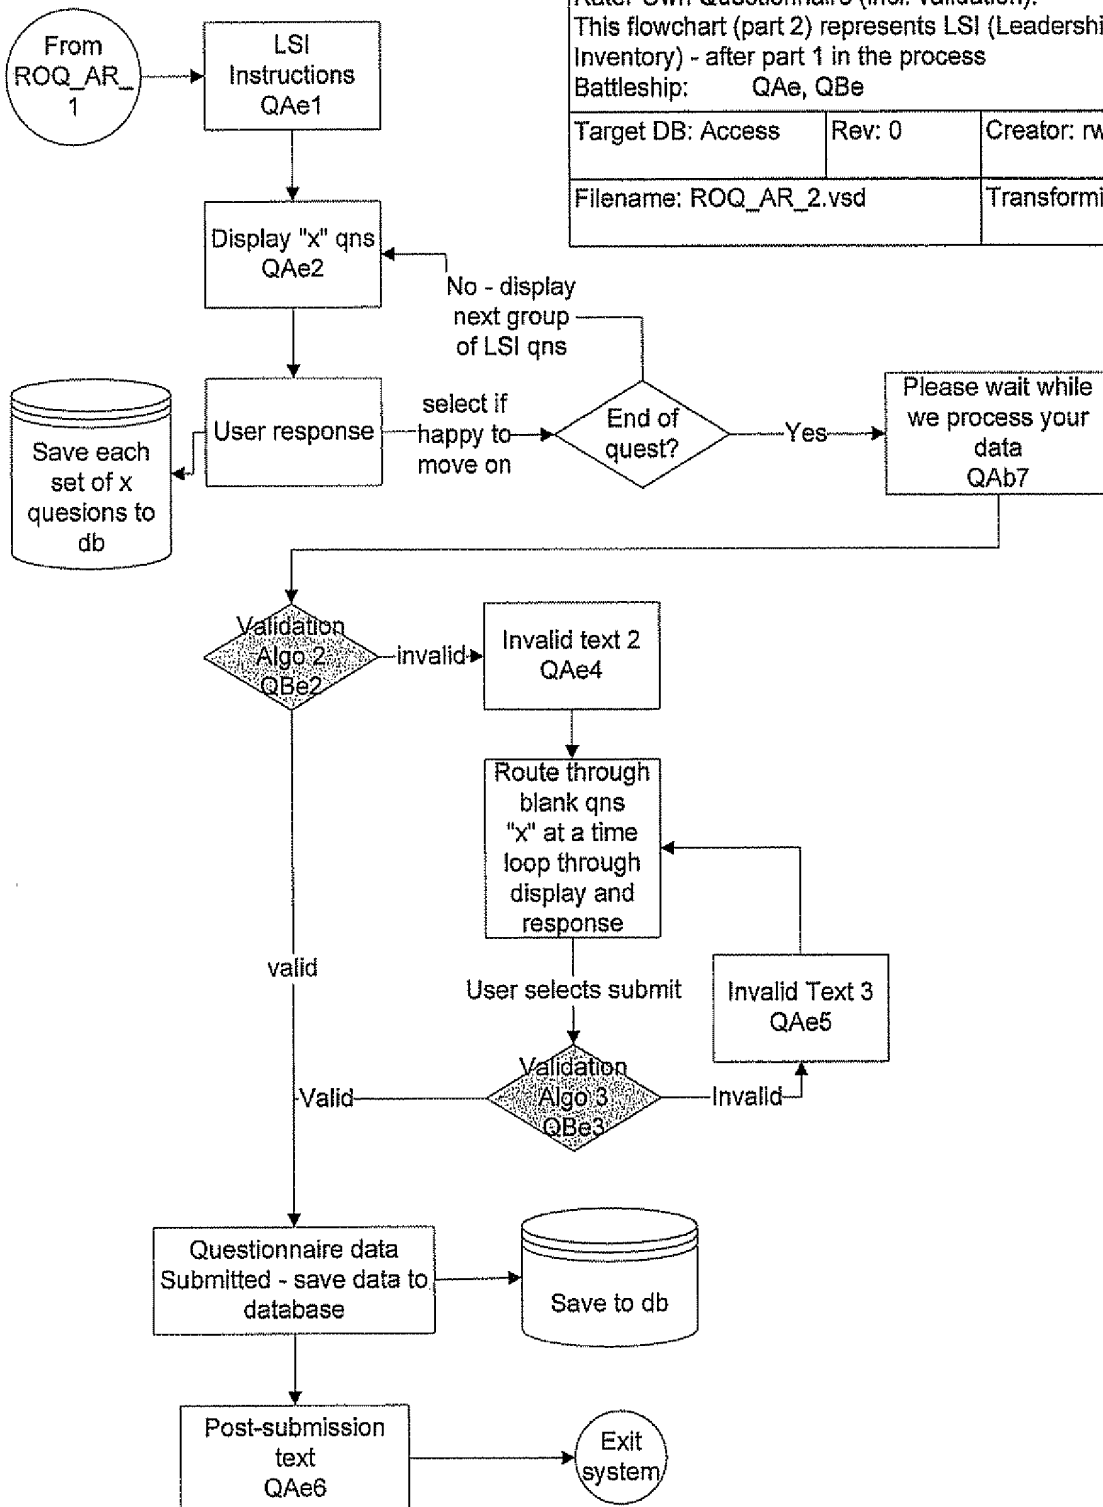 Rater Own Questionnaire (incl. validation).
This flowchart (part 2) represents LSI (Leadershi
Inventory) - after part 1 in the process
Battleship: QAe, QBe
Target DB: Access
Rev: 0
Creator: rw
Filename: ROQ_AR_2.vsd
Transformi
From
ROQ_AR_
1
LSI
Instructions
QAe1
Display "x" qns
QAe2
No - display
next group
of LSI qns
User response
select if
happy to
move on
End of
quest?
Yes
Please wait while
we process your
data
QAb7
Save each
set of x
quesions to
db
Validation
Algo 2
QBe2
invalid
Invalid text 2
QAe4
Route through
blank qns
"x" at a time
loop through
display and
response
valid
User selects submit
Invalid Text 3
QAe5
Validation
Algo 3
QBe3
Valid
Invalid
Questionnaire data
Submitted - save data to
database
Save to db
Post-submission
text
QAe6
Exit
system